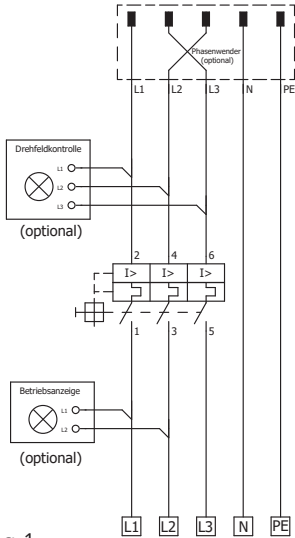 Phasenwender
(optional)
L1 L2 L3 N PE
Drehfeldkontrolle
L1
L2
L3
(optional)
2 4 6
I> I> I>
1 3 5
Betriebsanzeige
L1
L2
(optional)
L1 L2 L3 N PE